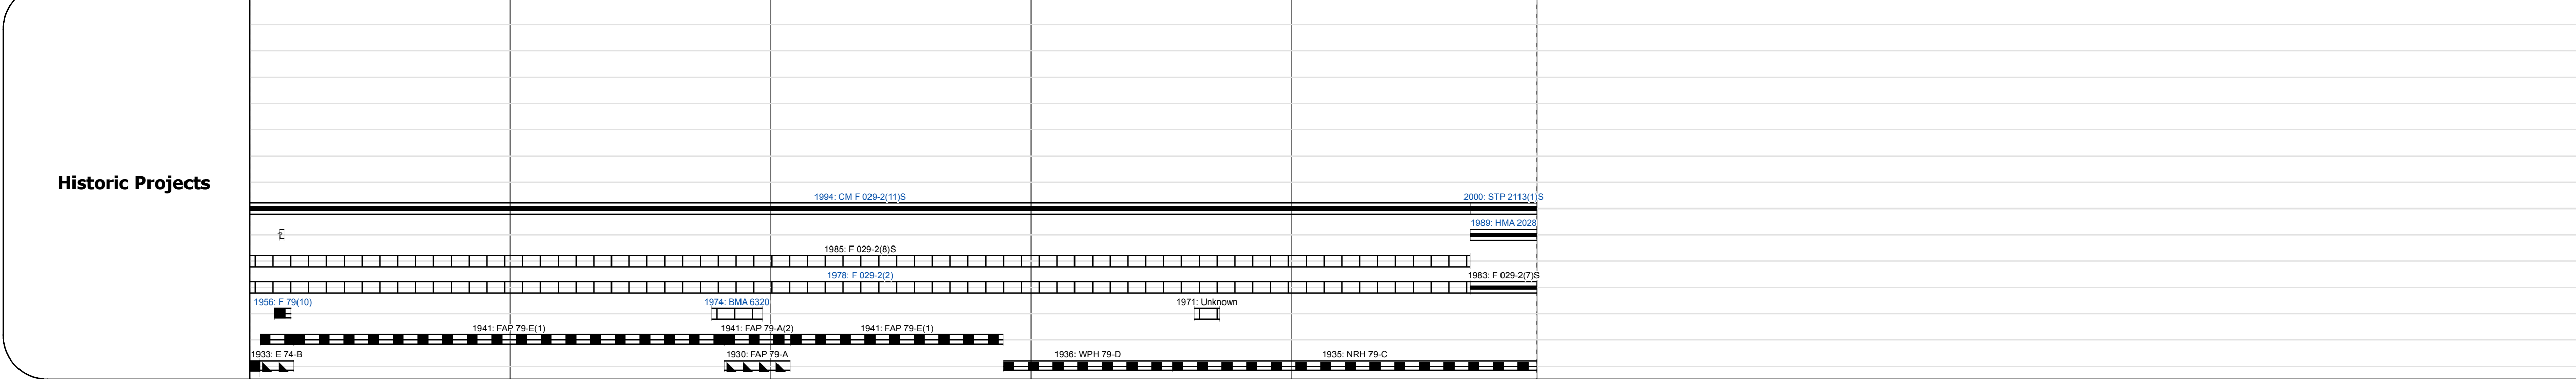 1994: CM F 029-2(11)S 2000: STP 2113(1)S
Historic Projects
1989: HMA 2028
1985: F 029-2(8)S
1978: F 029-2(2) 1983: F 029-2(7)S
1956: F 79(10) 1974: BMA 6320 1971: Unknown
1941: FAP 79-E(1) 1941: FAP 79-A(2) 1941: FAP 79-E(1)
1933: E 74-B 1930: FAP 79-A 1936: WPH 79-D 1935: NRH 79-C